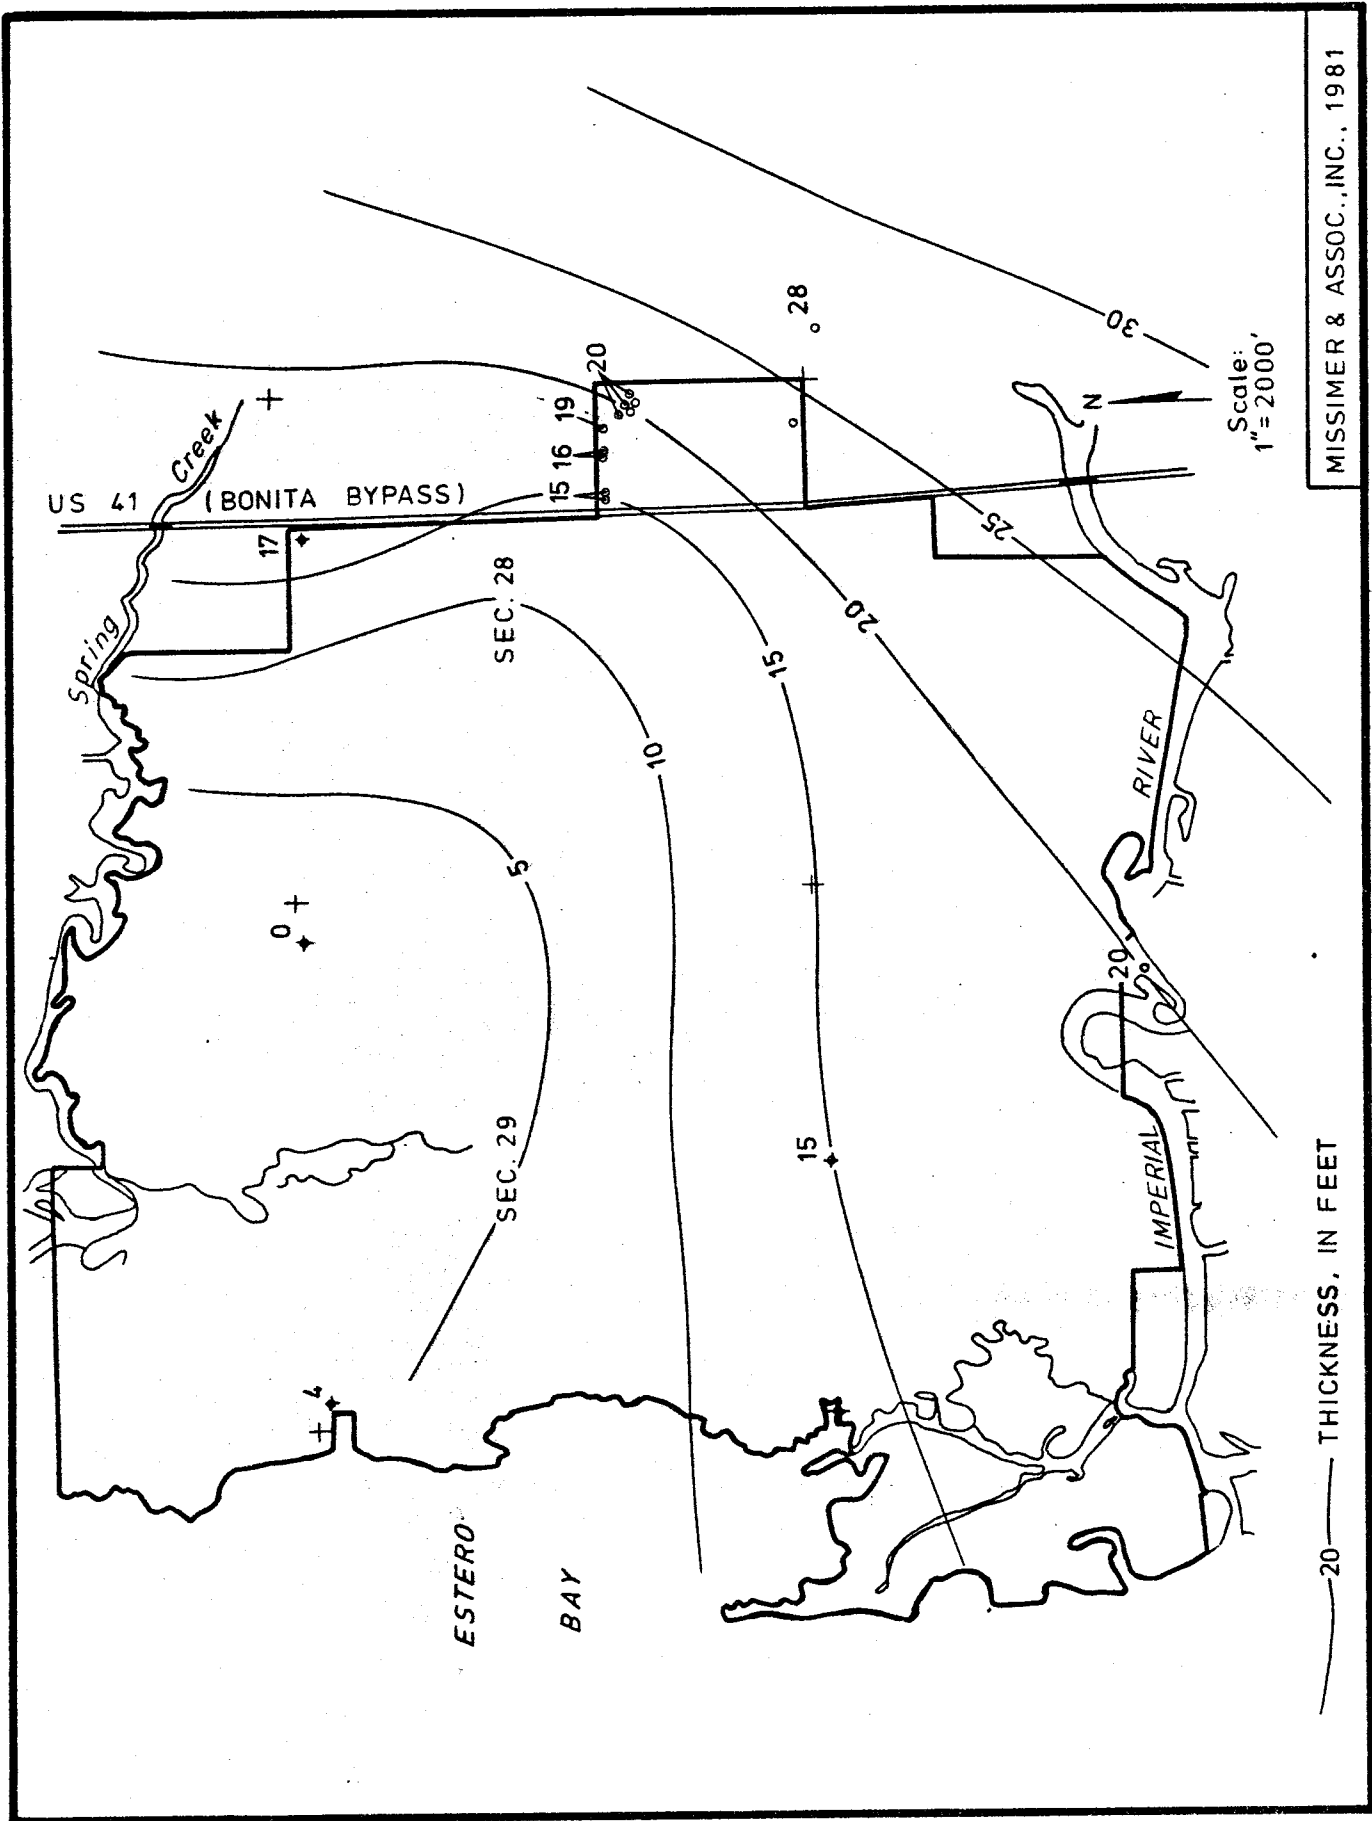 US 41 (BONITA BYPASS)
Spring
Creek
17
15
16
19
20
28
SEC. 28
0
5
10
15
20
25
30
SEC. 29
15
20
4
ESTERO
BAY
IMPERIAL
RIVER
N
Scale:
1"= 2000'
20 THICKNESS, IN FEET
MISSIMER & ASSOC., INC., 1981